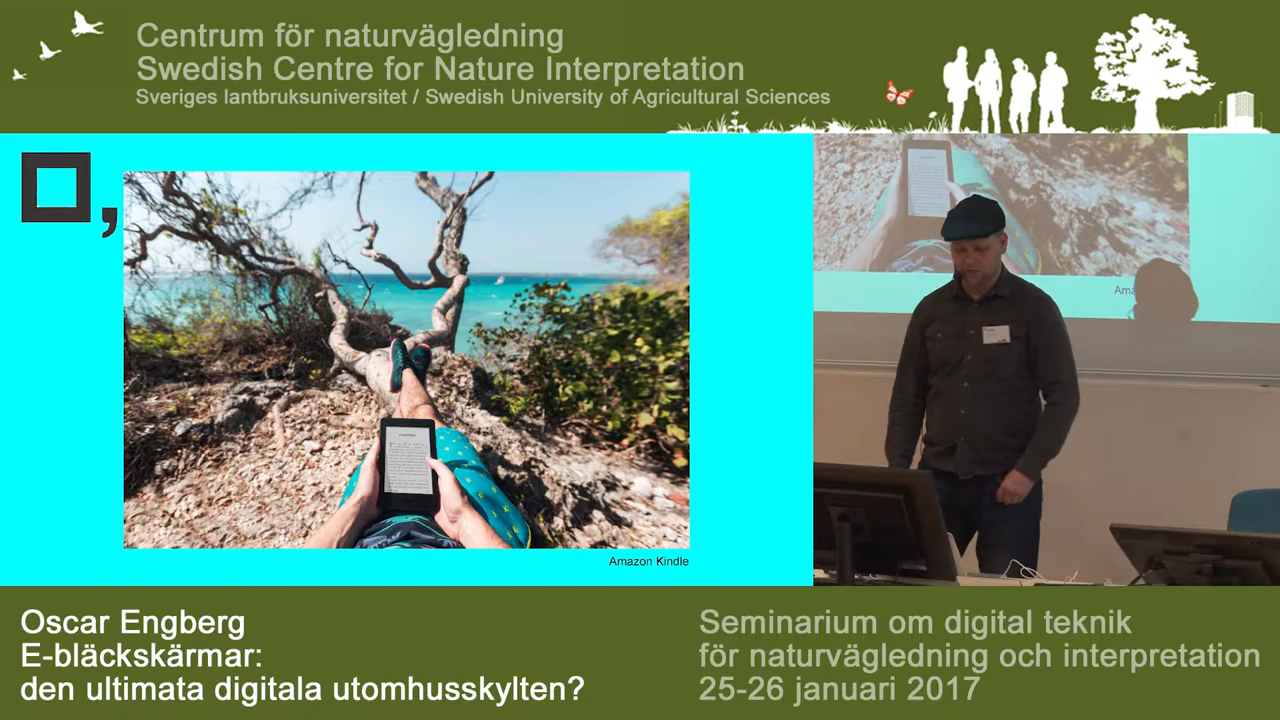 Centrum för naturvägledning
Swedish Centre for Nature Interpretation
Sveriges lantbruksuniversitet / Swedish University of Agricultural Sciences
Amazon Kindle
Ama
Oscar Engberg
E-bläckskärmar:
den ultimata digitala utomhusskylten?
Seminarium om digital teknik
för naturvägledning och interpretation
25-26 januari 2017